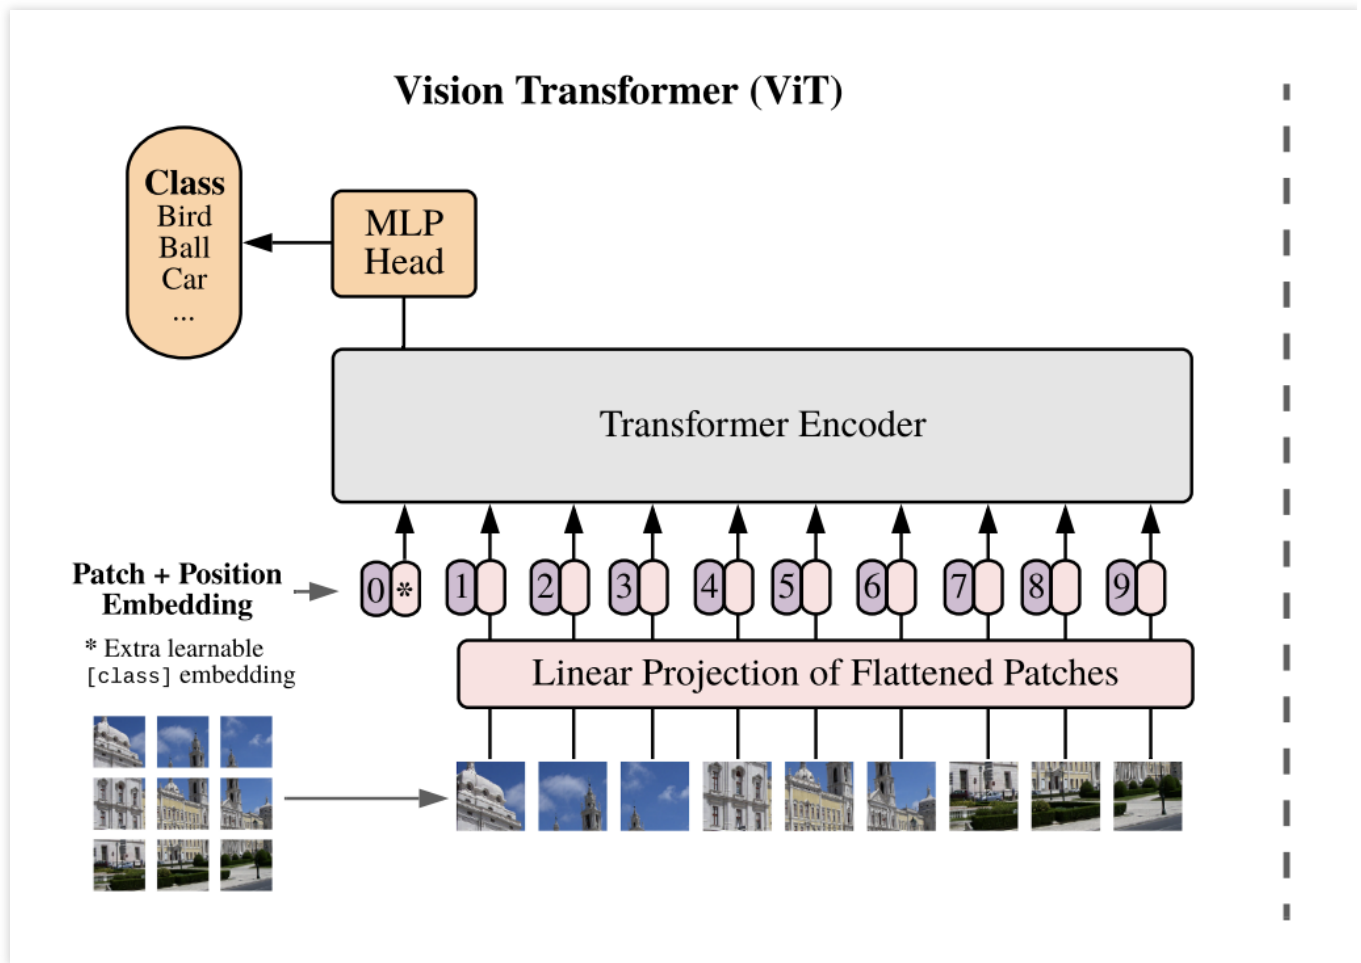 Vision Transformer (ViT)
Class
Bird
Ball
Car
...
MLP
Head
Transformer Encoder
Patch + Position
Embedding
0 * 1 2 3 4 5 6 7 8 9
* Extra learnable
[class] embedding
Linear Projection of Flattened Patches